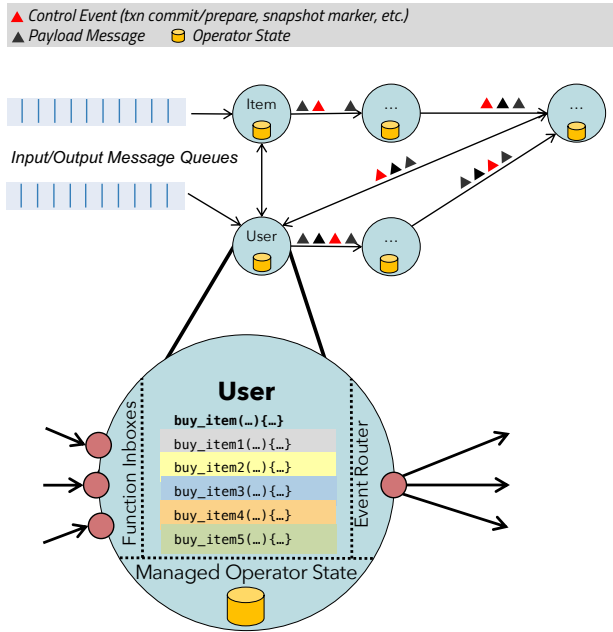 Control Event (txn commit/prepare, snapshot marker, etc.)
Payload Message Operator State
Item
...
...
Input/Output Message Queues
User
...
User
Function Inboxes
buy_item(…){…}
buy_item1(…){…}
buy_item2(…){…}
buy_item3(…){…}
buy_item4(…){…}
buy_item5(…){…}
Event Router
Managed Operator State